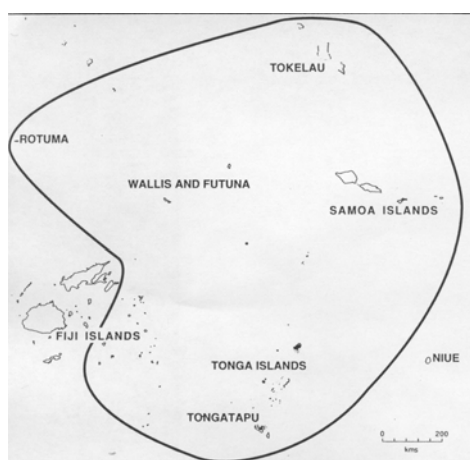 TOKELAU
ROTUMA
WALLIS AND FUTUNA
SAMOA ISLANDS
FIJI ISLANDS
TONGA ISLANDS
NIUE
TONGATAPU
0 200
kms